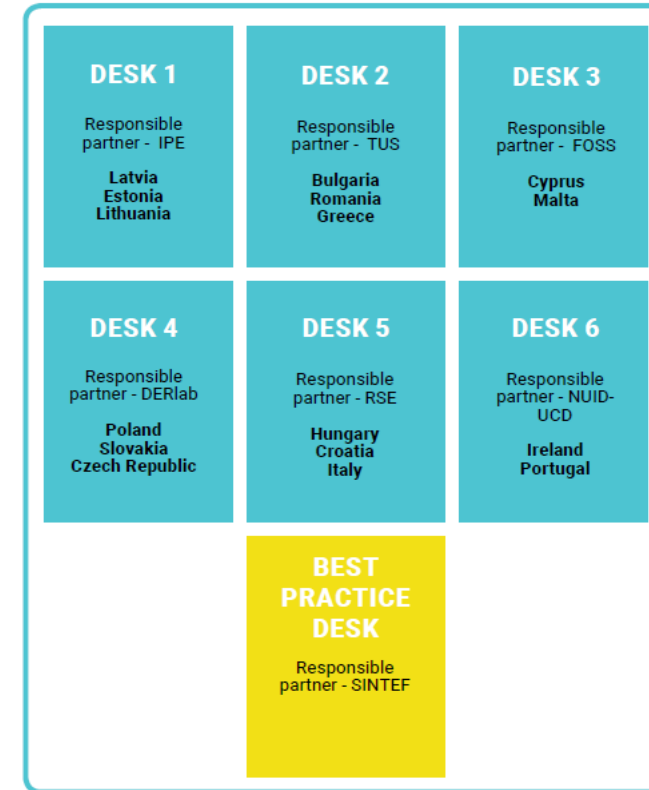 DESK 1
Responsible
partner - IPE
Latvia
Estonia
Lithuania
DESK 2
Responsible
partner - TUS
Bulgaria
Romania
Greece
DESK 3
Responsible
partner - FOSS
Cyprus
Malta
DESK 4
Responsible
partner - DERlab
Poland
Slovakia
Czech Republic
DESK 5
Responsible
partner - RSE
Hungary
Croatia
Italy
DESK 6
Responsible
partner - NUID-
UCD
Ireland
Portugal
BEST
PRACTICE
DESK
Responsible
partner - SINTEF